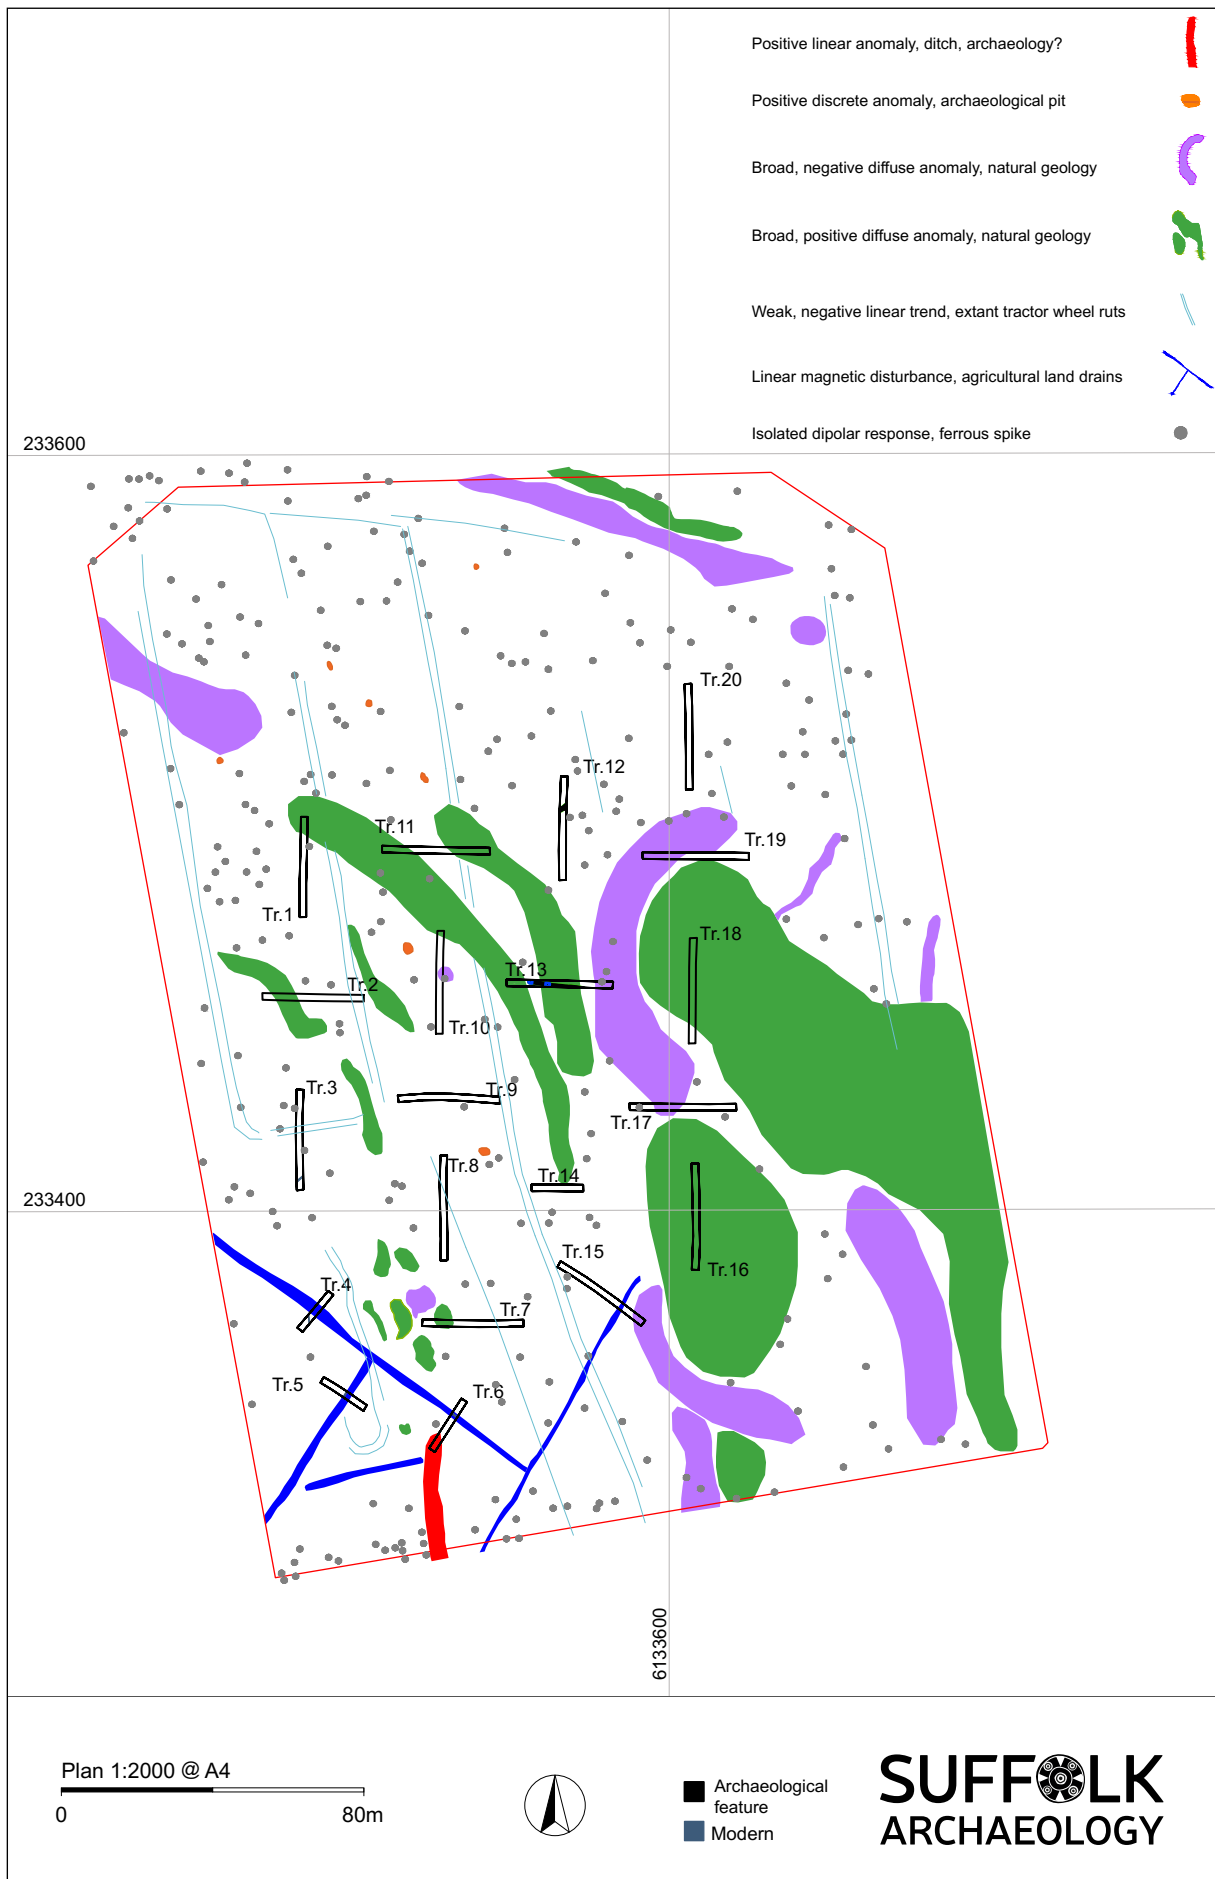 Positive linear anomaly, ditch, archaeology?
Positive discrete anomaly, archaeological pit
Broad, negative diffuse anomaly, natural geology
Broad, positive diffuse anomaly, natural geology
Weak, negative linear trend, extant tractor wheel ruts
Linear magnetic disturbance, agricultural land drains
Isolated dipolar response, ferrous spike
233600
Tr.20
Tr.12
Tr.11
Tr.19
Tr.1
Tr.18
Tr.13
Tr.2
Tr.10
Tr.3
Tr.9
Tr.17
Tr.8
Tr.14
233400
Tr.15
Tr.16
Tr.4
Tr.7
Tr.5
Tr.6
6133600
Plan 1:2000 @ A4
0 80m
Archaeological
feature
Modern
SUFFOLK
ARCHAEOLOGY